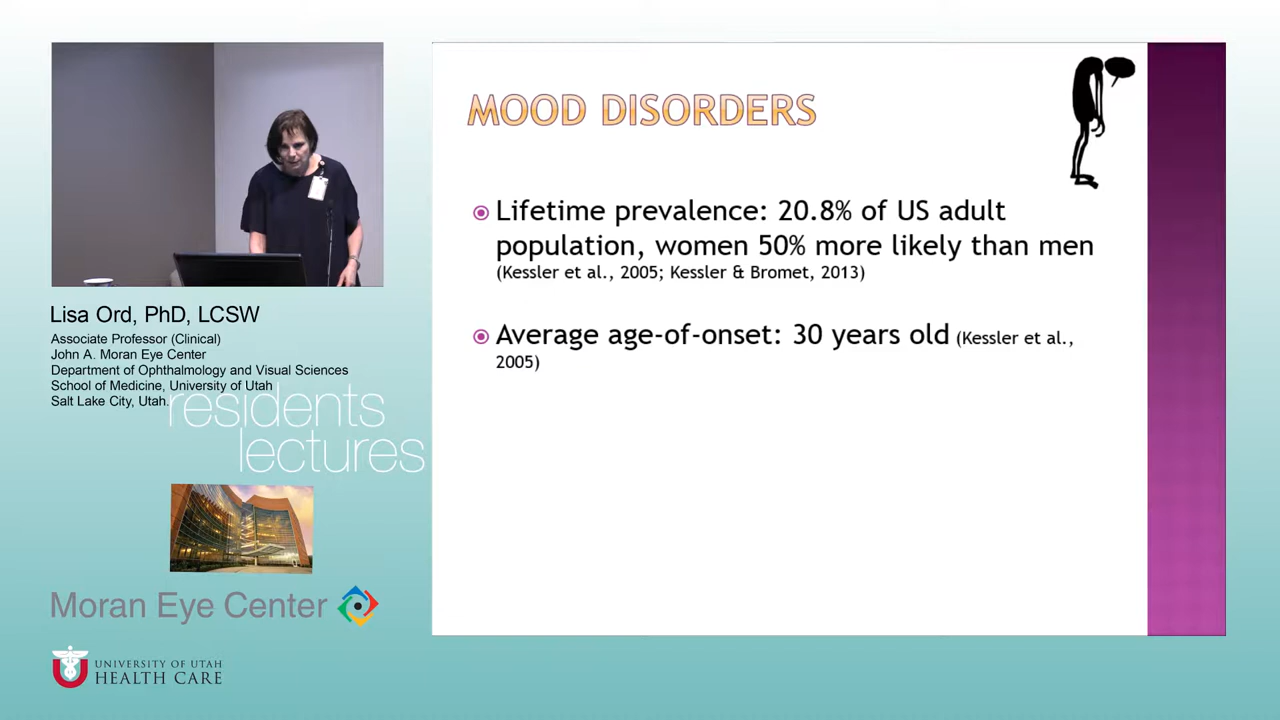 MOOD DISORDERS
Lifetime prevalence: 20.8% of US adult
population, women 50% more likely than men
(Kessler et al., 2005; Kessler & Bromet, 2013)
Average age-of-onset: 30 years old (Kessler et al.,
2005)
Lisa Ord, PhD, LCSW
Associate Professor (Clinical)
John A. Moran Eye Center
Department of Ophthalmology and Visual Sciences
School of Medicine, University of Utah
Salt Lake City, Utah.
residents
lectures
Moran Eye Center
UNIVERSITY OF UTAH
HEALTH CARE